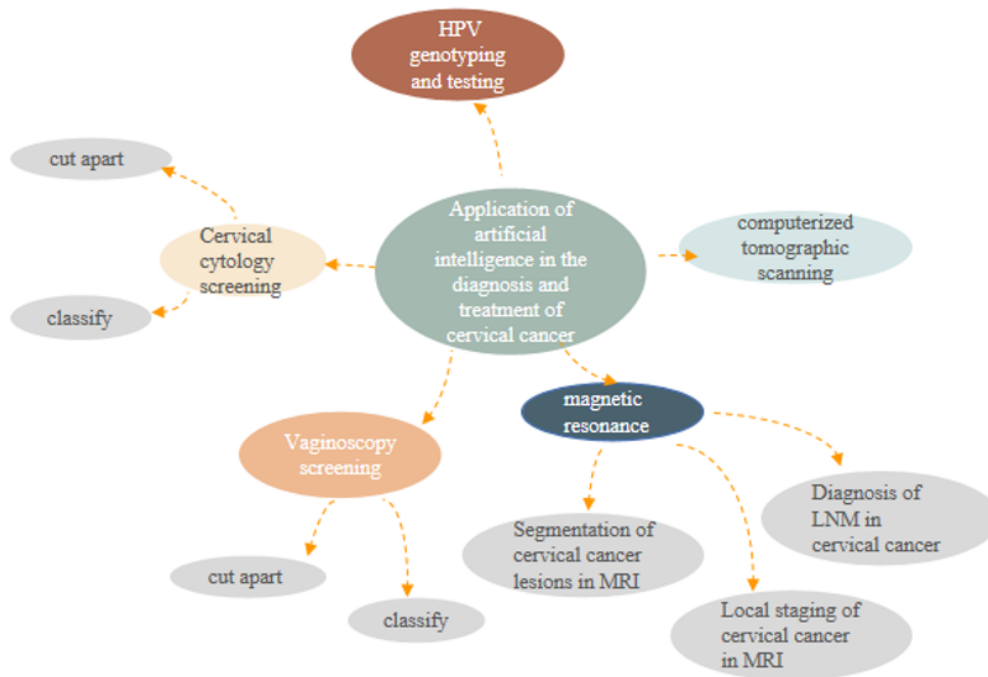 HPV
genotyping
and testing
cut apart
Cervical
cytology
screening
classify
Application of
artificial
intelligence in the
diagnosis and
treatment of
cervical cancer
computerized
tomographic
scanning
magnetic
resonance
Vaginoscopy
screening
cut apart
classify
Segmentation of
cervical cancer
lesions in MRI
Diagnosis of
LNM in
cervical cancer
Local staging of
cervical cancer
in MRI